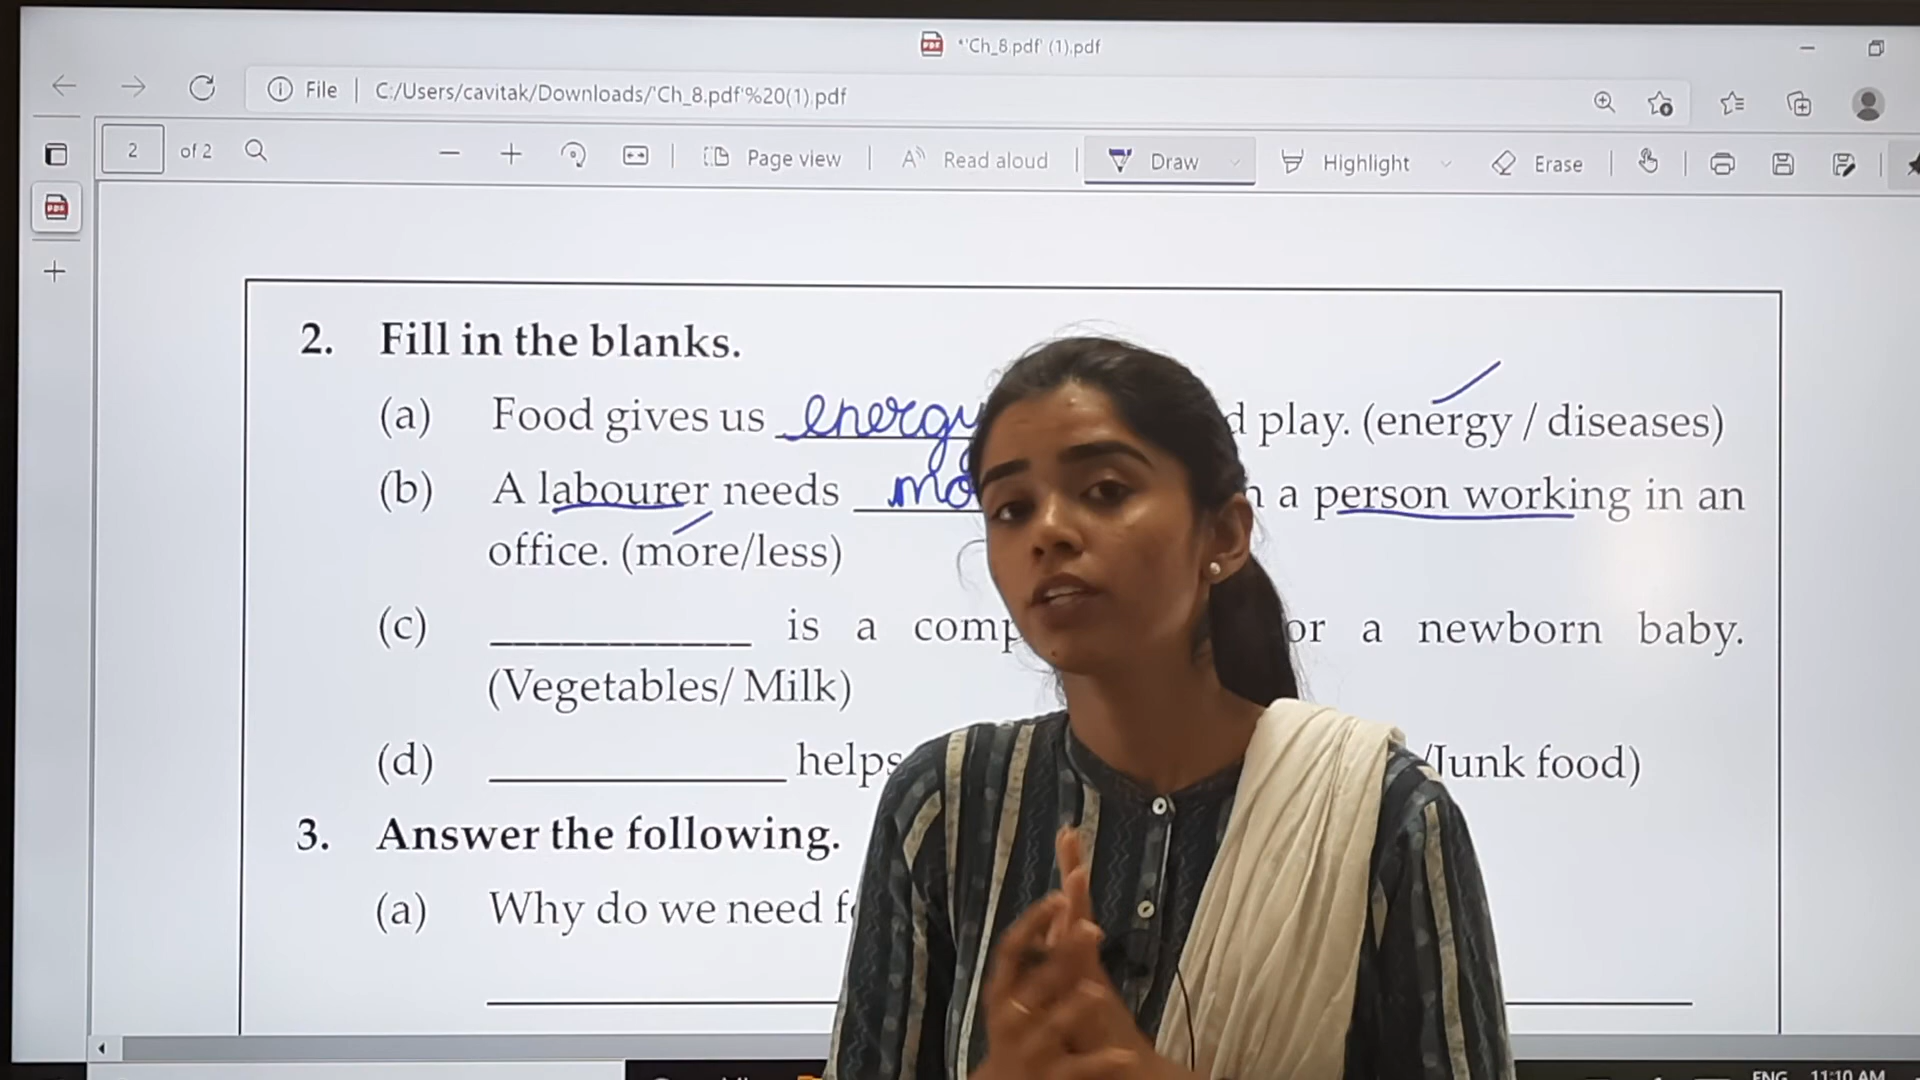 *'Ch_8.pdf' (1).pdf
File | C:/Users/cavitak/Downloads/'Ch_8.pdf'%20(1).pdf
2 of 2 Page view Read aloud Draw Highlight Erase
2. Fill in the blanks.
(a) Food gives us energy play. (energy / diseases)
(b) A labourer needs a person working in an
office. (more/less)
(c) ____________ is a newborn baby.
(Vegetables/ Milk)
(d) ____________ helps /Junk food)
3. Answer the following.
(a) Why do we need
ENG 11:10 AM